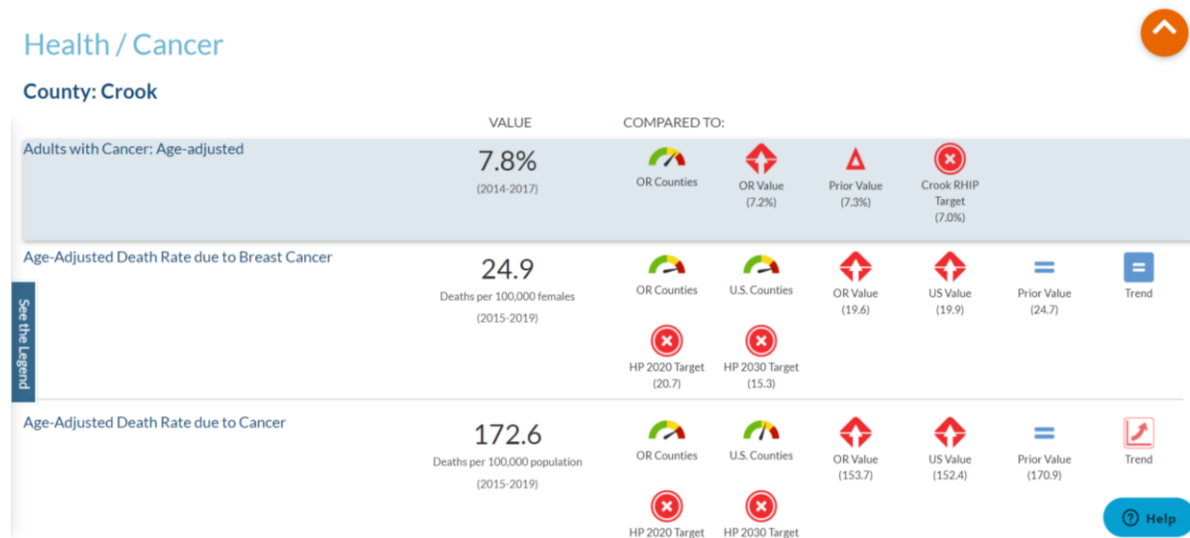 Health / Cancer
County: Crook
VALUE
COMPARED TO:
Adults with Cancer: Age-adjusted
7.8%
(2014-2017)
OR Counties
OR Value
(7.2%)
Prior Value
(7.3%)
Crook RHIP
Target
(7.0%)
Age-Adjusted Death Rate due to Breast Cancer
24.9
Deaths per 100,000 females
(2015-2019)
OR Counties
U.S. Counties
OR Value
(19.6)
US Value
(19.9)
Prior Value
(24.7)
Trend
HP 2020 Target
(20.7)
HP 2030 Target
(15.3)
See the Legend
Age-Adjusted Death Rate due to Cancer
172.6
Deaths per 100,000 population
(2015-2019)
OR Counties
U.S. Counties
OR Value
(153.7)
US Value
(152.4)
Prior Value
(170.9)
Trend
HP 2020 Target
HP 2030 Target
Help